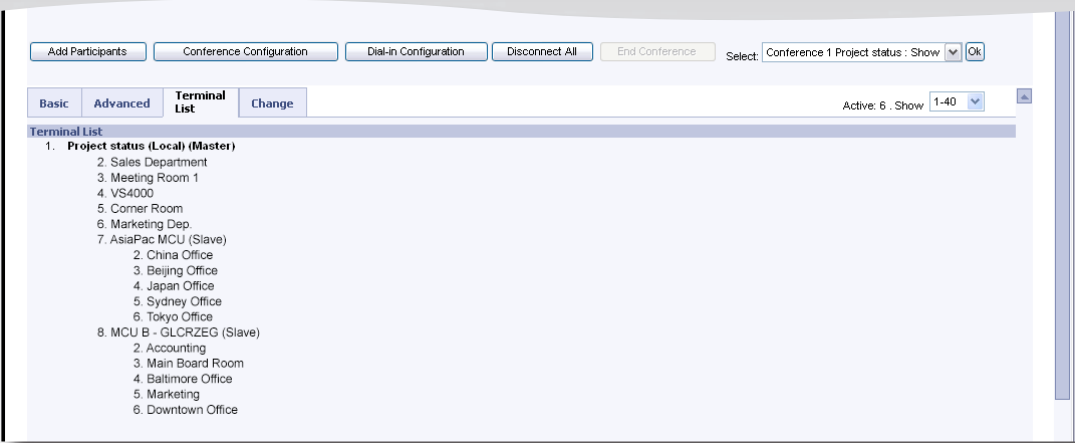 Add Participants Conference Configuration Dial-in Configuration Disconnect All End Conference Select: Conference 1 Project status : Show Ok
Basic Advanced Terminal List Change Active: 6 . Show 1-40
Terminal List
1. Project status (Local) (Master)
2. Sales Department
3. Meeting Room 1
4. VS4000
5. Corner Room
6. Marketing Dep.
7. AsiaPac MCU (Slave)
2. China Office
3. Beijing Office
4. Japan Office
5. Sydney Office
6. Tokyo Office
8. MCU B - GLCRZEG (Slave)
2. Accounting
3. Main Board Room
4. Baltimore Office
5. Marketing
6. Downtown Office